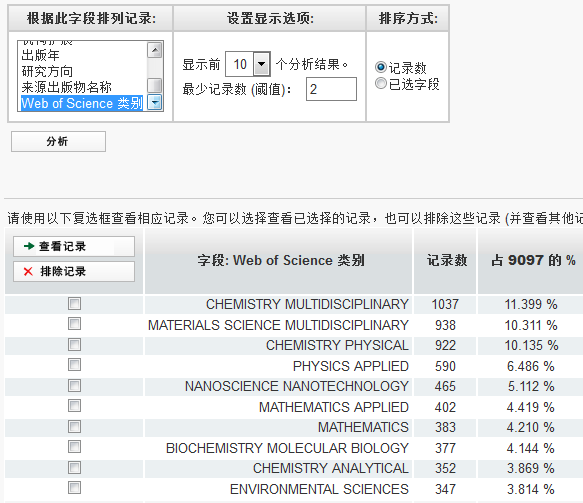 根据此字段排列记录:
设置显示选项:
排序方式:
机构扩展
出版年
研究方向
来源出版物名称
Web of Science 类别
显示前 10 个分析结果。
最少记录数 (阈值): 2
记录数
已选字段
分析
请使用以下复选框查看相应记录。您可以选择查看已选择的记录，也可以排除这些记录 (并查看其他记
查看记录
排除记录
字段: Web of Science 类别 记录数 占 9097 的 %
CHEMISTRY MULTIDISCIPLINARY 1037 11.399 %
MATERIALS SCIENCE MULTIDISCIPLINARY 938 10.311 %
CHEMISTRY PHYSICAL 922 10.135 %
PHYSICS APPLIED 590 6.486 %
NANOSCIENCE NANOTECHNOLOGY 465 5.112 %
MATHEMATICS APPLIED 402 4.419 %
MATHEMATICS 383 4.210 %
BIOCHEMISTRY MOLECULAR BIOLOGY 377 4.144 %
CHEMISTRY ANALYTICAL 352 3.869 %
ENVIRONMENTAL SCIENCES 347 3.814 %